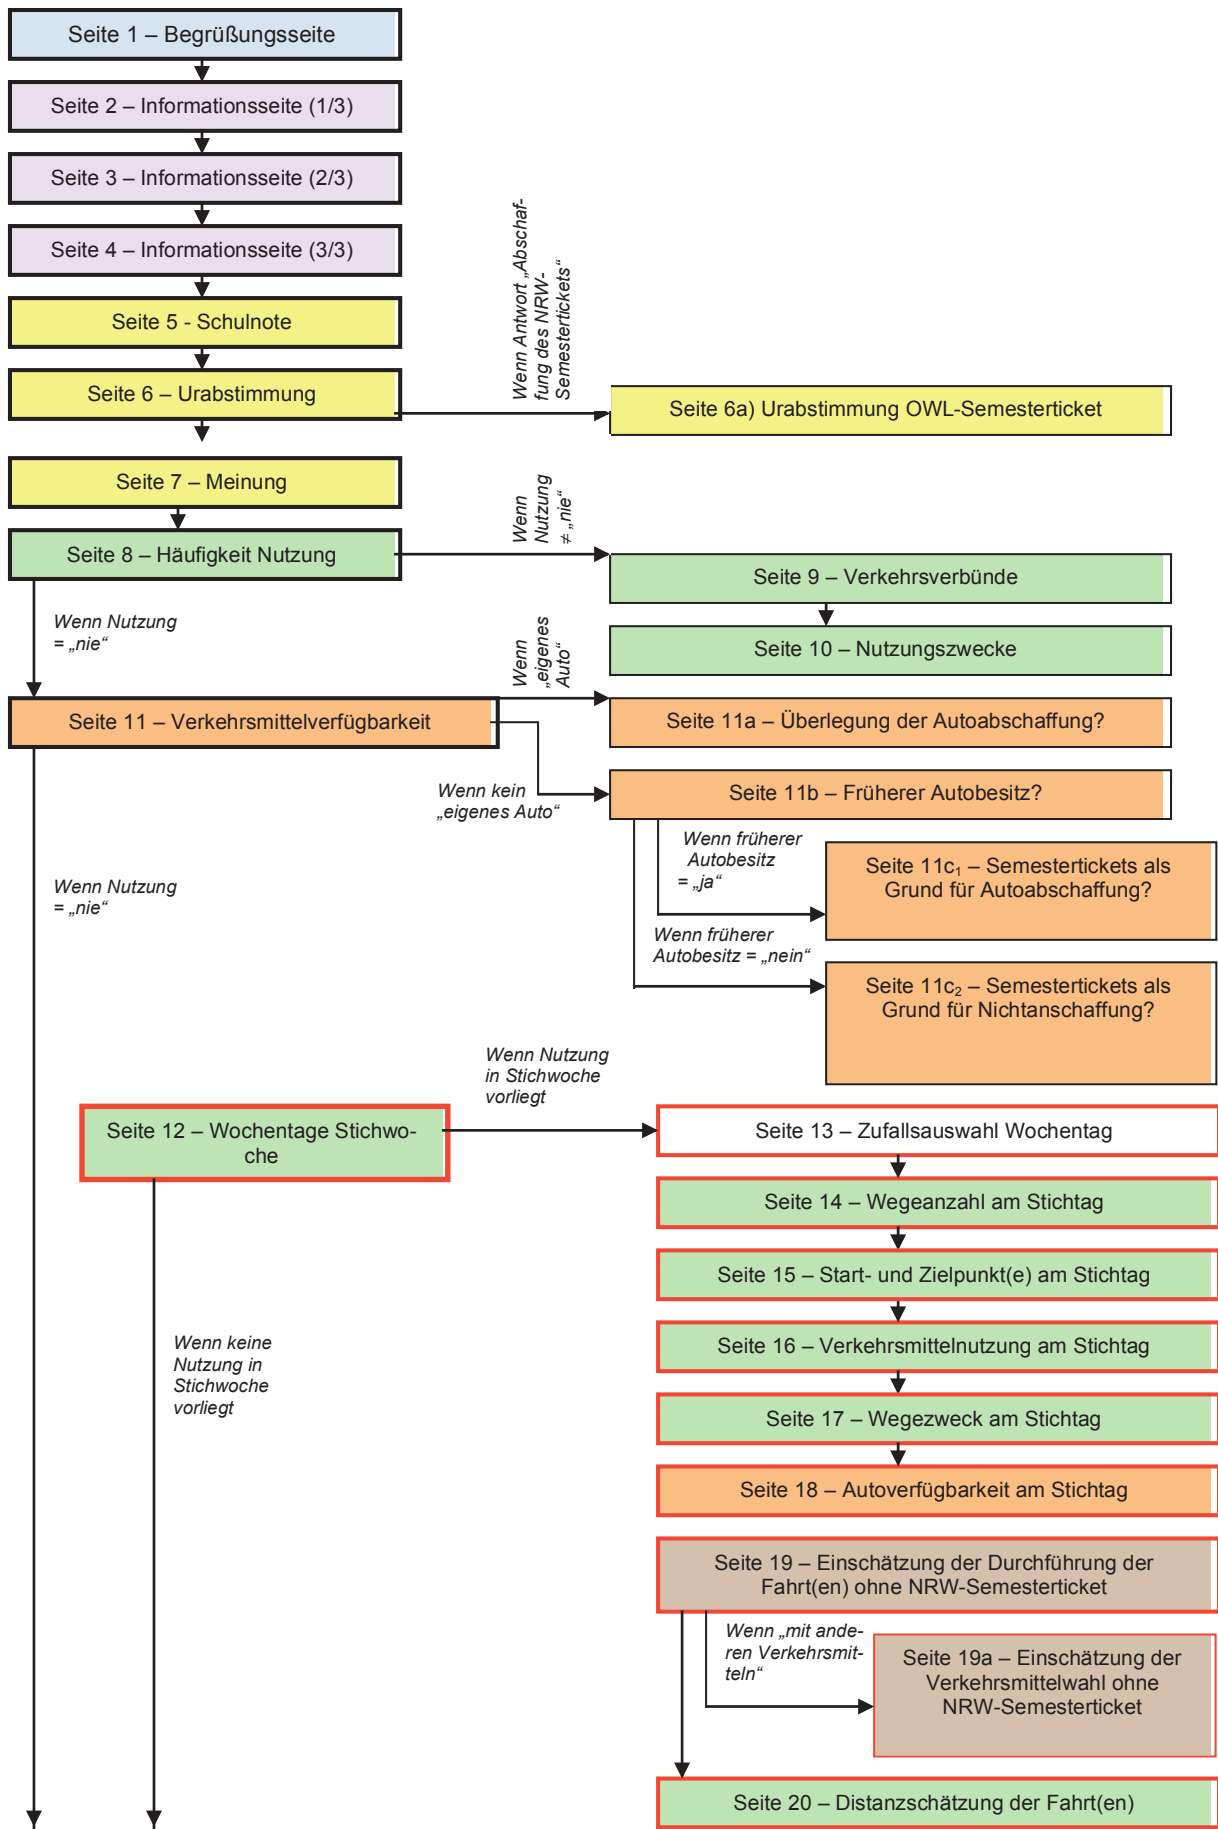 Seite 1 – Begrüßungsseite
Seite 2 – Informationsseite (1/3)
Seite 3 – Informationsseite (2/3)
Seite 4 – Informationsseite (3/3)
Seite 5 - Schulnote
Seite 6 – Urabstimmung
Wenn Antwort „Abschaf-
fung des NRW-
Semestertickets“
Seite 6a) Urabstimmung OWL-Semesterticket
Seite 7 – Meinung
Seite 8 – Häufigkeit Nutzung
Wenn
Nutzung
≠ „nie“
Seite 9 – Verkehrsverbünde
Seite 10 – Nutzungszwecke
Wenn Nutzung
= „nie“
Wenn
„eigenes
Auto“
Seite 11 – Verkehrsmittelverfügbarkeit
Seite 11a – Überlegung der Autoabschaffung?
Wenn kein
„eigenes Auto“
Seite 11b – Früherer Autobesitz?
Wenn früherer
Autobesitz
= „ja“
Seite 11c₁ – Semestertickets als
Grund für Autoabschaffung?
Wenn Nutzung
= „nie“
Wenn früherer
Autobesitz = „nein“
Seite 11c₂ – Semestertickets als
Grund für Nichtanschaffung?
Wenn Nutzung
in Stichwoche
vorliegt
Seite 12 – Wochentage Stichwo-
che
Seite 13 – Zufallsauswahl Wochentag
Seite 14 – Wegeanzahl am Stichtag
Seite 15 – Start- und Zielpunkt(e) am Stichtag
Wenn keine
Nutzung in
Stichwoche
vorliegt
Seite 16 – Verkehrsmittelnutzung am Stichtag
Seite 17 – Wegezweck am Stichtag
Seite 18 – Autoverfügbarkeit am Stichtag
Seite 19 – Einschätzung der Durchführung der
Fahrt(en) ohne NRW-Semesterticket
Wenn „mit ande-
ren Verkehrsmit-
teln“
Seite 19a – Einschätzung der
Verkehrsmittelwahl ohne
NRW-Semesterticket
Seite 20 – Distanzschätzung der Fahrt(en)